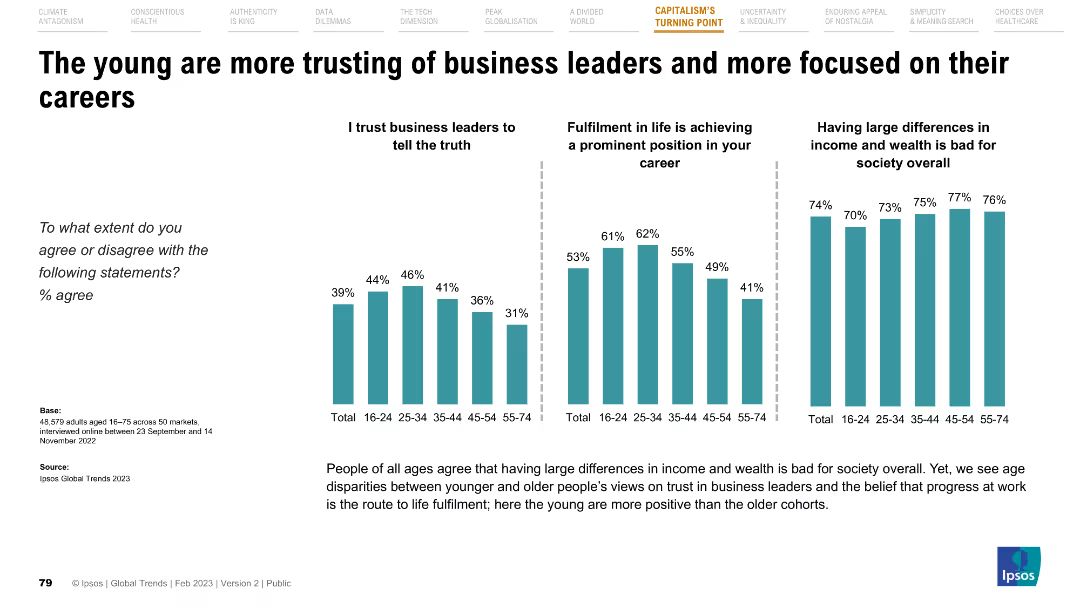 CLIMATE ANTAGONISM
CONSCIENTIOUS HEALTH
AUTHENTICITY IS KING
DATA DILEMMAS
THE TECH DIMENSION
PEAK GLOBALISATION
A DIVIDED WORLD
CAPITALISM'S TURNING POINT
UNCERTAINTY & INEQUALITY
ENDURING APPEAL OF NOSTALGIA
SIMPLICITY & MEANING SEARCH
CHOICES OVER HEALTHCARE
The young are more trusting of business leaders and more focused on their
careers
To what extent do you
agree or disagree with the
following statements?
% agree
I trust business leaders to
tell the truth
39% 44% 46% 41% 36% 31%
Total 16-24 25-34 35-44 45-54 55-74
Fulfilment in life is achieving
a prominent position in your
career
53% 61% 62% 55% 49% 41%
Total 16-24 25-34 35-44 45-54 55-74
Having large differences in
income and wealth is bad for
society overall
74% 70% 73% 75% 77% 76%
Total 16-24 25-34 35-44 45-54 55-74
Base:
48,579 adults aged 16–75 across 50 markets,
interviewed online between 23 September and 14
November 2022
Source:
Ipsos Global Trends 2023
People of all ages agree that having large differences in income and wealth is bad for society overall. Yet, we see age
disparities between younger and older people's views on trust in business leaders and the belief that progress at work
is the route to life fulfilment; here the young are more positive than the older cohorts.
79 © Ipsos | Global Trends | Feb 2023 | Version 2 | Public
Ipsos